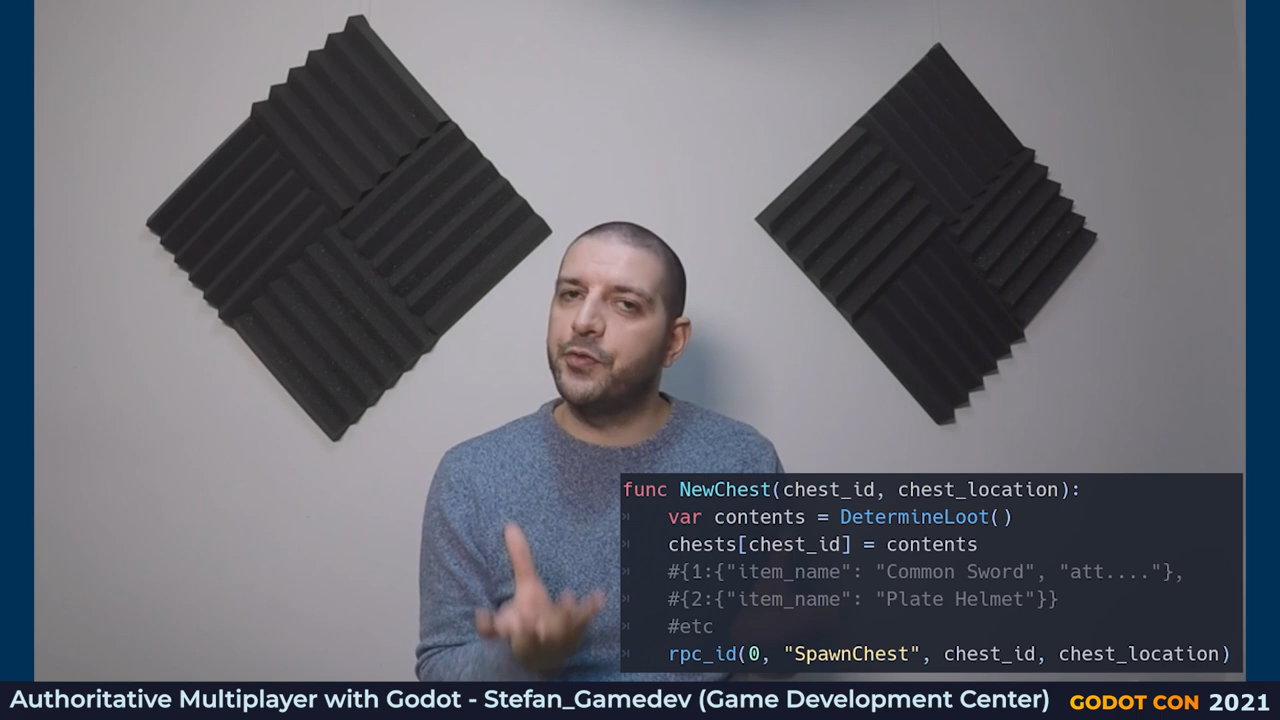 func NewChest(chest_id, chest_location):
var contents = DetermineLoot()
chests[chest_id] = contents
#{1:{"item_name": "Common Sword", "att...."},
#{2:{"item_name": "Plate Helmet"}}
#etc
rpc_id(0, "SpawnChest", chest_id, chest_location)
Authoritative Multiplayer with Godot - Stefan_Gamedev (Game Development Center) GODOT CON 2021